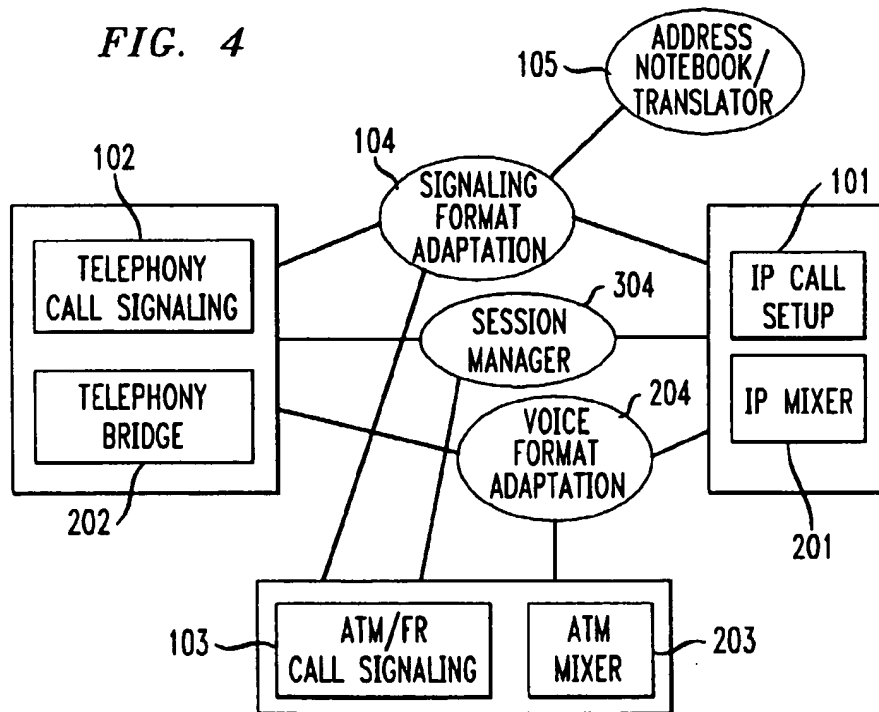 FIG. 4
105
ADDRESS
NOTEBOOK/
TRANSLATOR
102
104
SIGNALING
FORMAT
ADAPTATION
101
TELEPHONY
CALL SIGNALING
IP CALL
SETUP
304
SESSION
MANAGER
204
TELEPHONY
BRIDGE
IP MIXER
VOICE
FORMAT
ADAPTATION
202
201
103
ATM/FR
CALL SIGNALING
ATM
MIXER
203